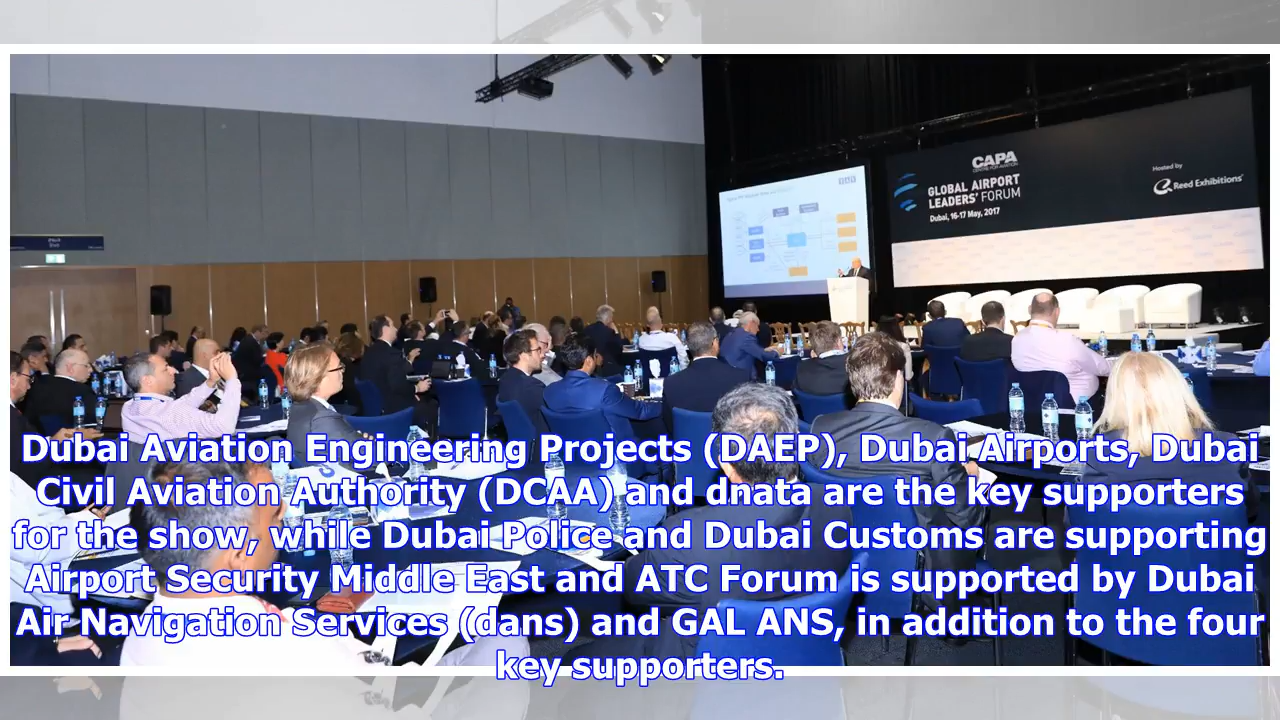 CAPA
CENTRE FOR AVIATION
GLOBAL AIRPORT
LEADERS' FORUM
Dubai, 16-17 May, 2017
Hosted by
Reed Exhibitions®
Dubai Aviation Engineering Projects (DAEP), Dubai Airports, Dubai
Civil Aviation Authority (DCAA) and dnata are the key supporters
for the show, while Dubai Police and Dubai Customs are supporting
Airport Security Middle East and ATC Forum is supported by Dubai
Air Navigation Services (dans) and GAL ANS, in addition to the four
key supporters.